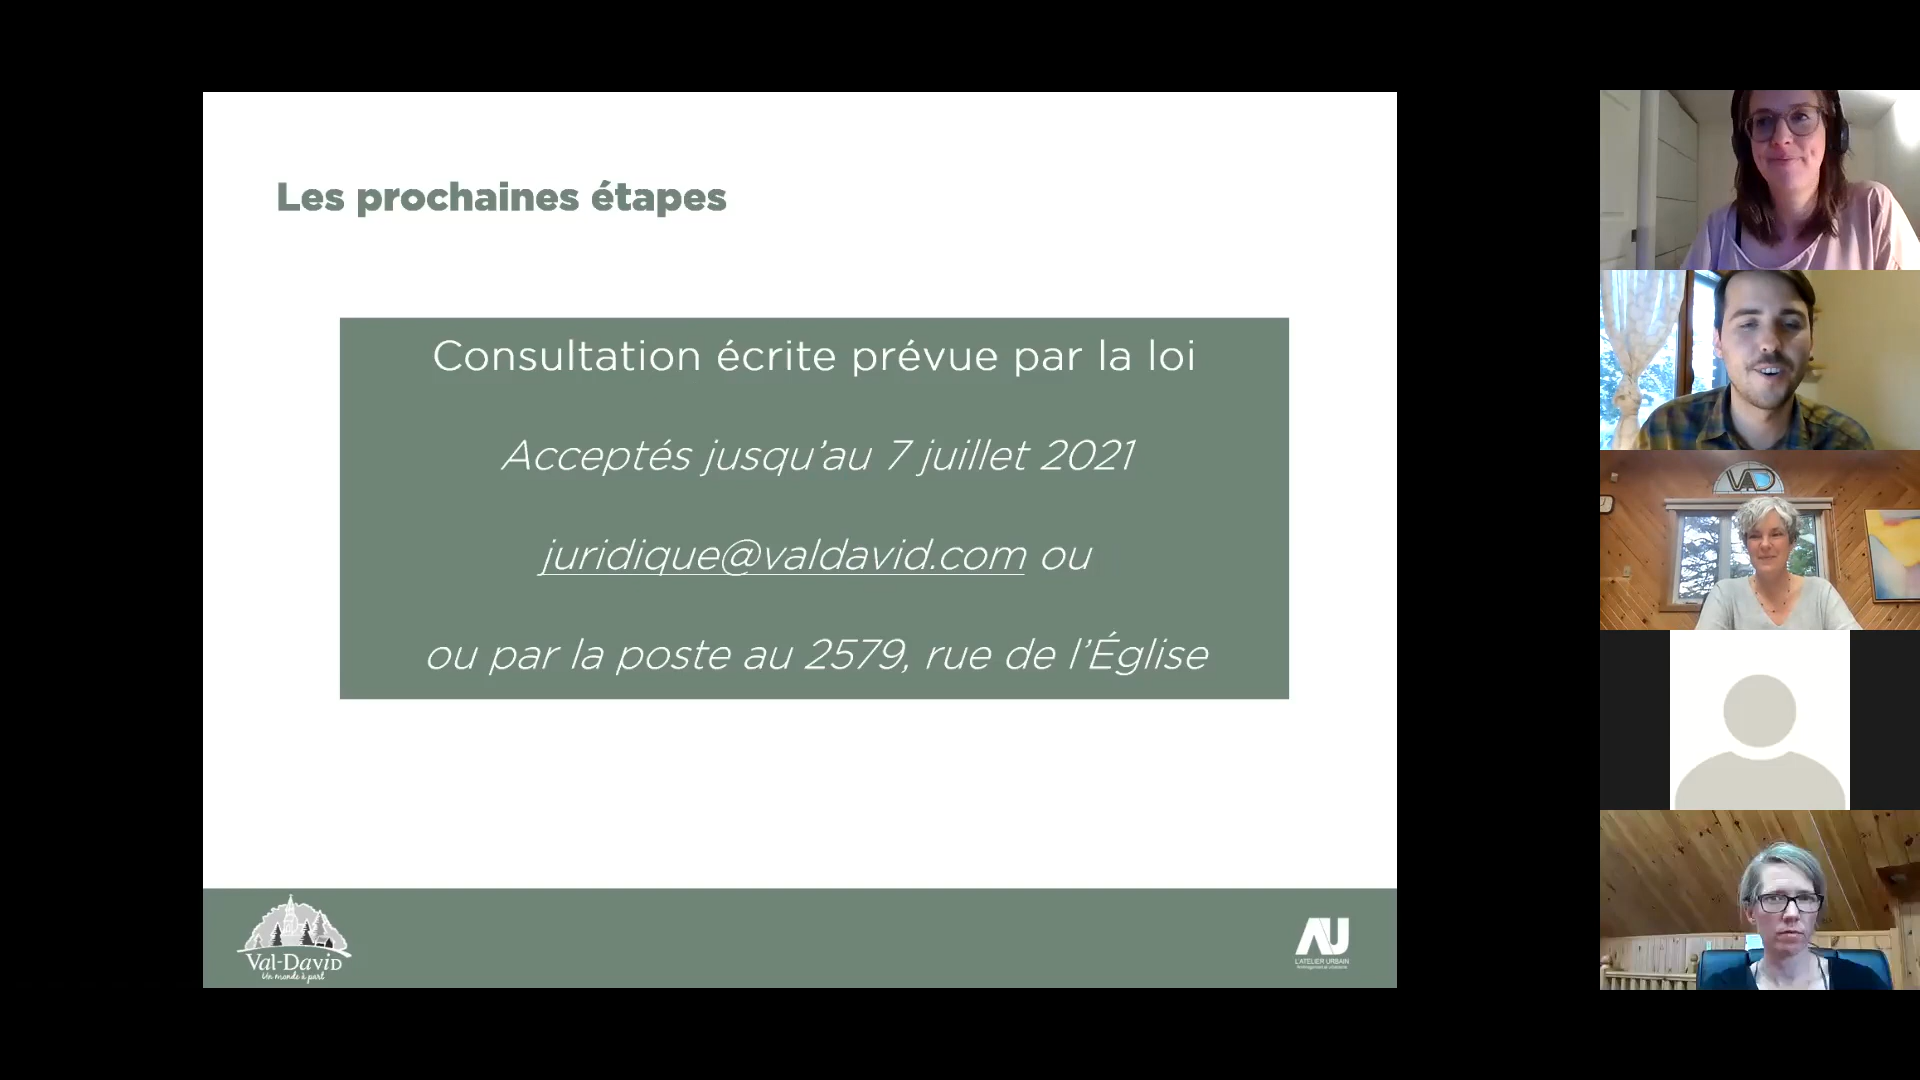 Les prochaines étapes
Consultation écrite prévue par la loi
Acceptés jusqu'au 7 juillet 2021
juridique@valdavid.com ou
ou par la poste au 2579, rue de l'Église
Val-David
Un monde à part
AU
L'ATELIER URBAIN
VAD